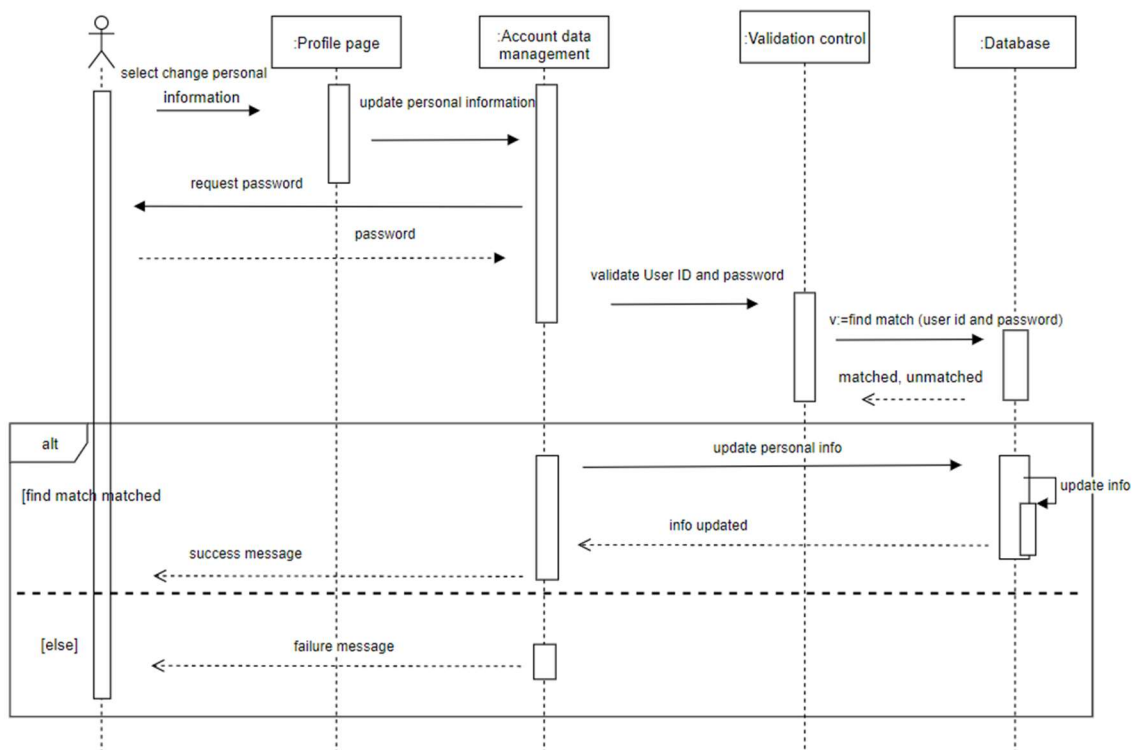 :Profile page
:Account data
management
:Validation control
:Database
select change personal
information
update personal information
request password
password
validate User ID and password
v:=find match (user id and password)
matched, unmatched
alt
update personal info
[find match matched
update info
info updated
success message
[else]
failure message